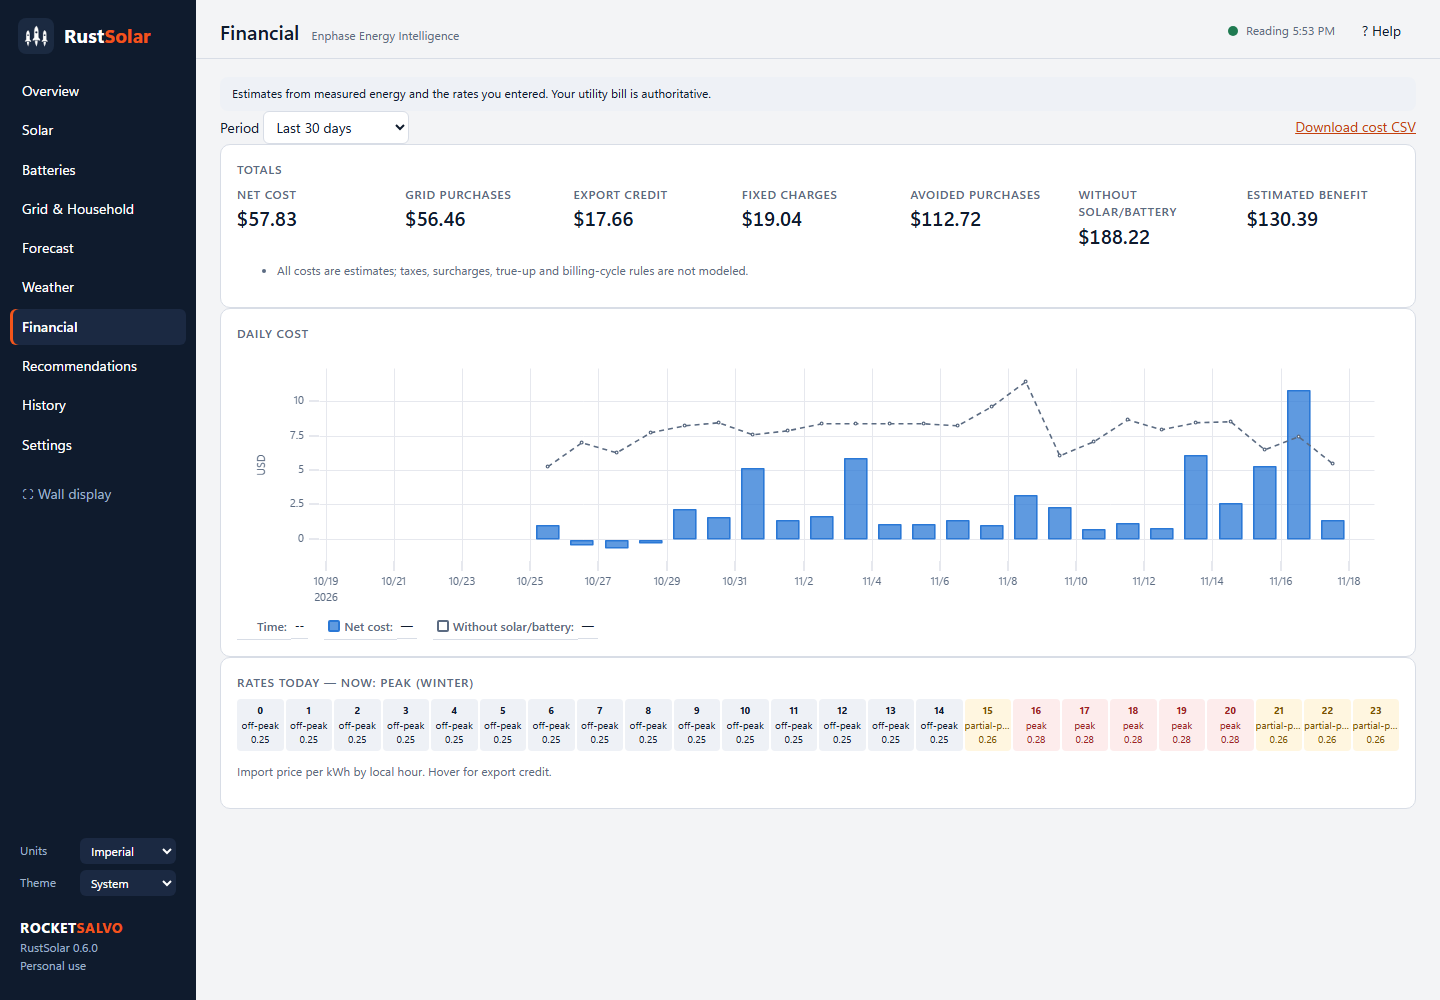 RustSolar
Overview
Solar
Batteries
Grid & Household
Forecast
Weather
Financial
Recommendations
History
Settings
Wall display
Units Imperial
Theme System
ROCKETSALVO
RustSolar 0.6.0
Personal use
Financial Enphase Energy Intelligence
Reading 5:53 PM
? Help
Estimates from measured energy and the rates you entered. Your utility bill is authoritative.
Period Last 30 days
Download cost CSV
TOTALS
NET COST
$57.83
GRID PURCHASES
$56.46
EXPORT CREDIT
$17.66
FIXED CHARGES
$19.04
AVOIDED PURCHASES
$112.72
WITHOUT
SOLAR/BATTERY
$188.22
ESTIMATED BENEFIT
$130.39
• All costs are estimates; taxes, surcharges, true-up and billing-cycle rules are not modeled.
DAILY COST
USD
10
7.5
5
2.5
0
10/19 10/21 10/23 10/25 10/27 10/29 10/31 11/2 11/4 11/6 11/8 11/10 11/12 11/14 11/16 11/18
2026
Time: -- Net cost: — Without solar/battery: —
RATES TODAY — NOW: PEAK (WINTER)
0 1 2 3 4 5 6 7 8 9 10 11 12 13 14 15 16 17 18 19 20 21 22 23
off-peak off-peak off-peak off-peak off-peak off-peak off-peak off-peak off-peak off-peak off-peak off-peak off-peak off-peak off-peak partial-p... peak peak peak peak peak partial-p... partial-p... partial-p...
0.25 0.25 0.25 0.25 0.25 0.25 0.25 0.25 0.25 0.25 0.25 0.25 0.25 0.25 0.25 0.26 0.28 0.28 0.28 0.28 0.28 0.26 0.26 0.26
Import price per kWh by local hour. Hover for export credit.